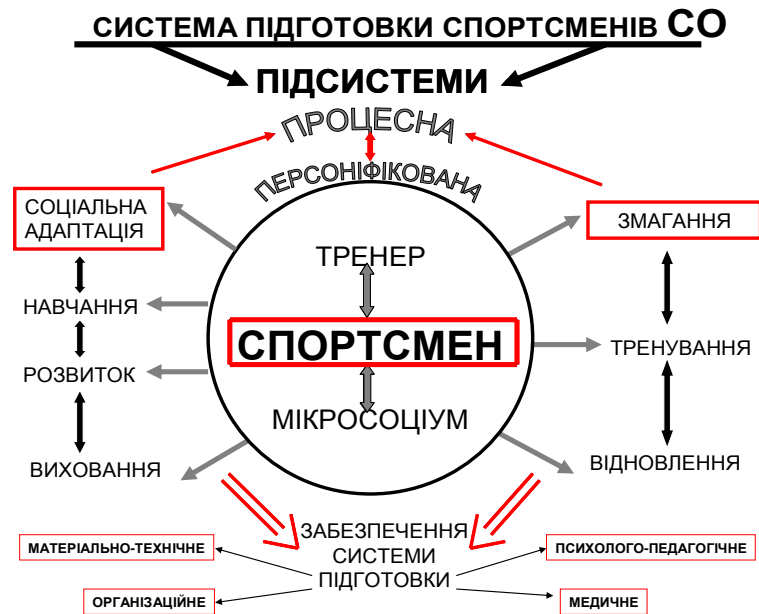 СИСТЕМА ПІДГОТОВКИ СПОРТСМЕНІВ СО
ПІДСИСТЕМИ
ПРОЦЕСНА
ПЕРСОНІФІКОВАНА
СОЦІАЛЬНА
АДАПТАЦІЯ
ЗМАГАННЯ
ТРЕНЕР
НАВЧАННЯ
СПОРТСМЕН
ТРЕНУВАННЯ
РОЗВИТОК
МІКРОСОЦІУМ
ВИХОВАННЯ
ВІДНОВЛЕННЯ
ЗАБЕЗПЕЧЕННЯ
СИСТЕМИ
ПІДГОТОВКИ
МАТЕРІАЛЬНО-ТЕХНІЧНЕ
ПСИХОЛОГО-ПЕДАГОГІЧНЕ
ОРГАНІЗАЦІЙНЕ
МЕДИЧНЕ